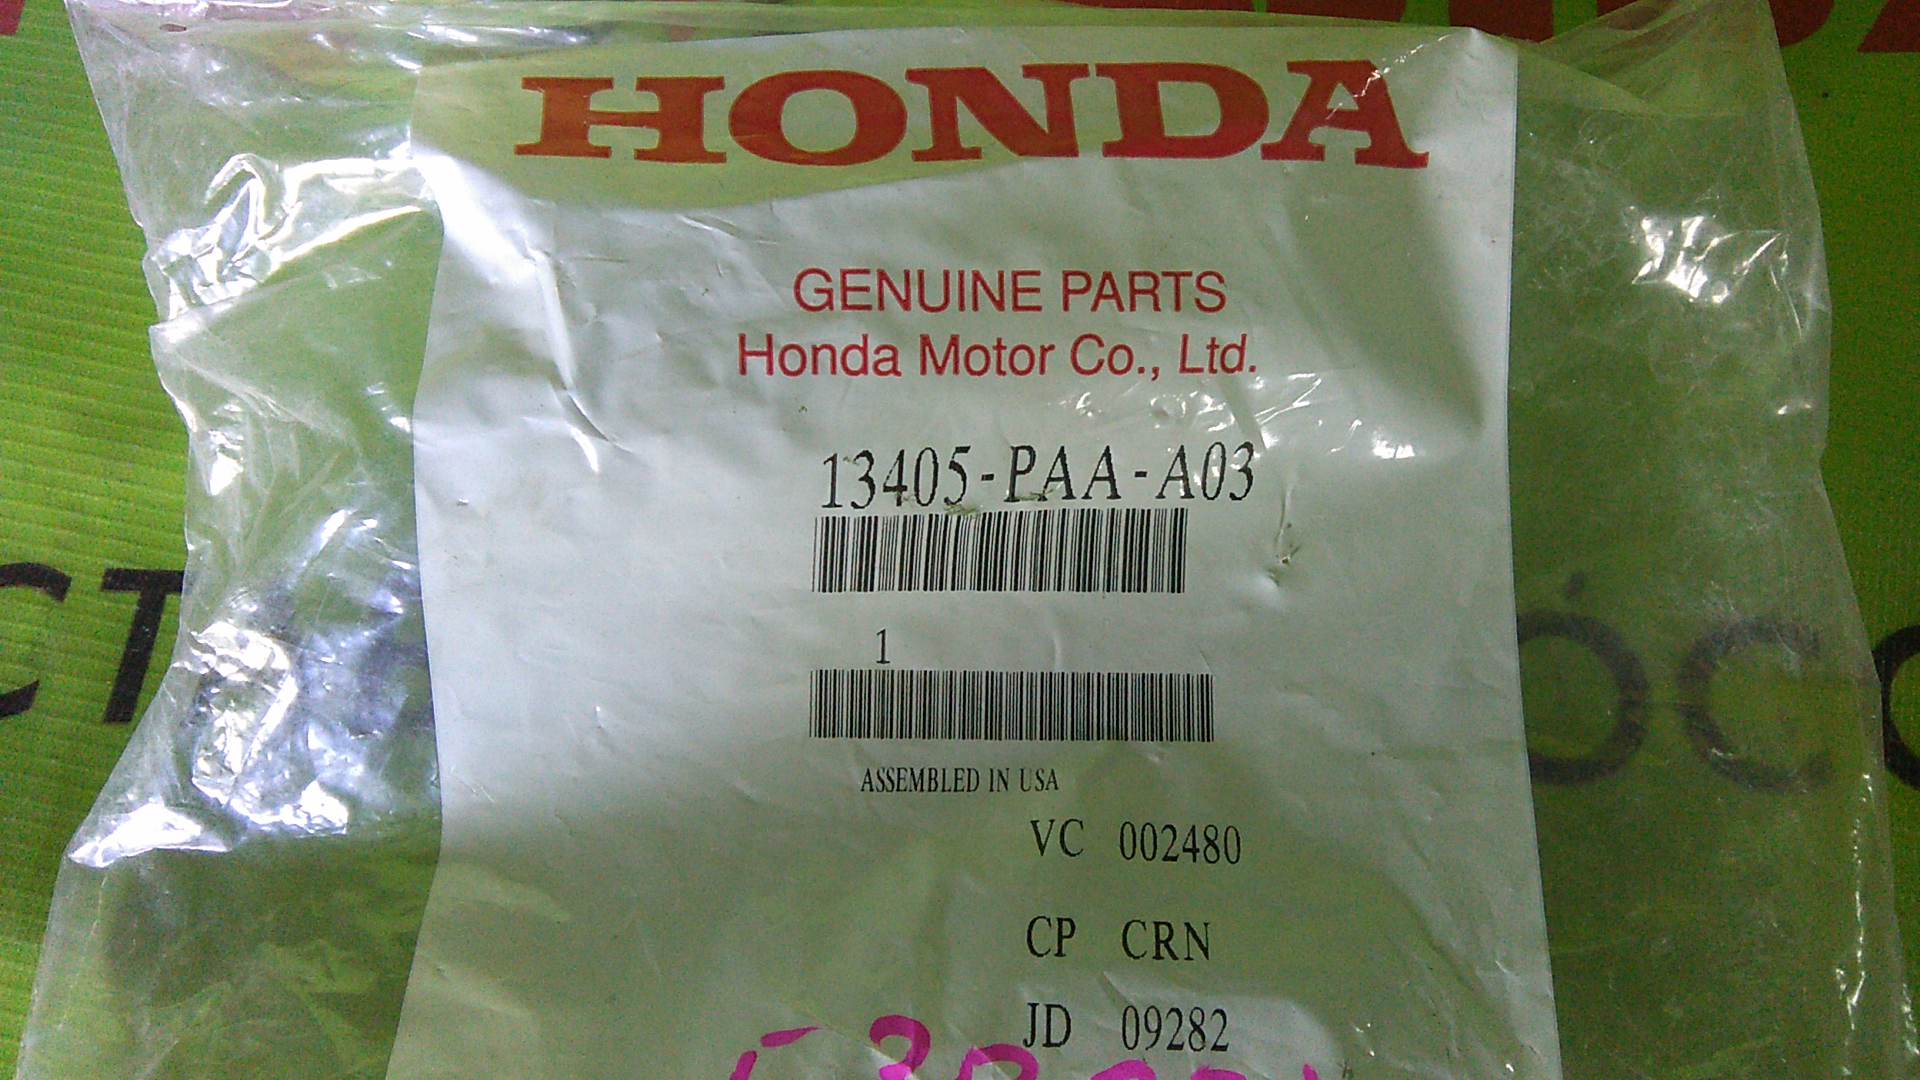 HONDA
GENUINE PARTS
Honda Motor Co., Ltd.
13405-PAA-A03
1
ASSEMBLED IN USA
VC 002480
CP CRN
JD 09282